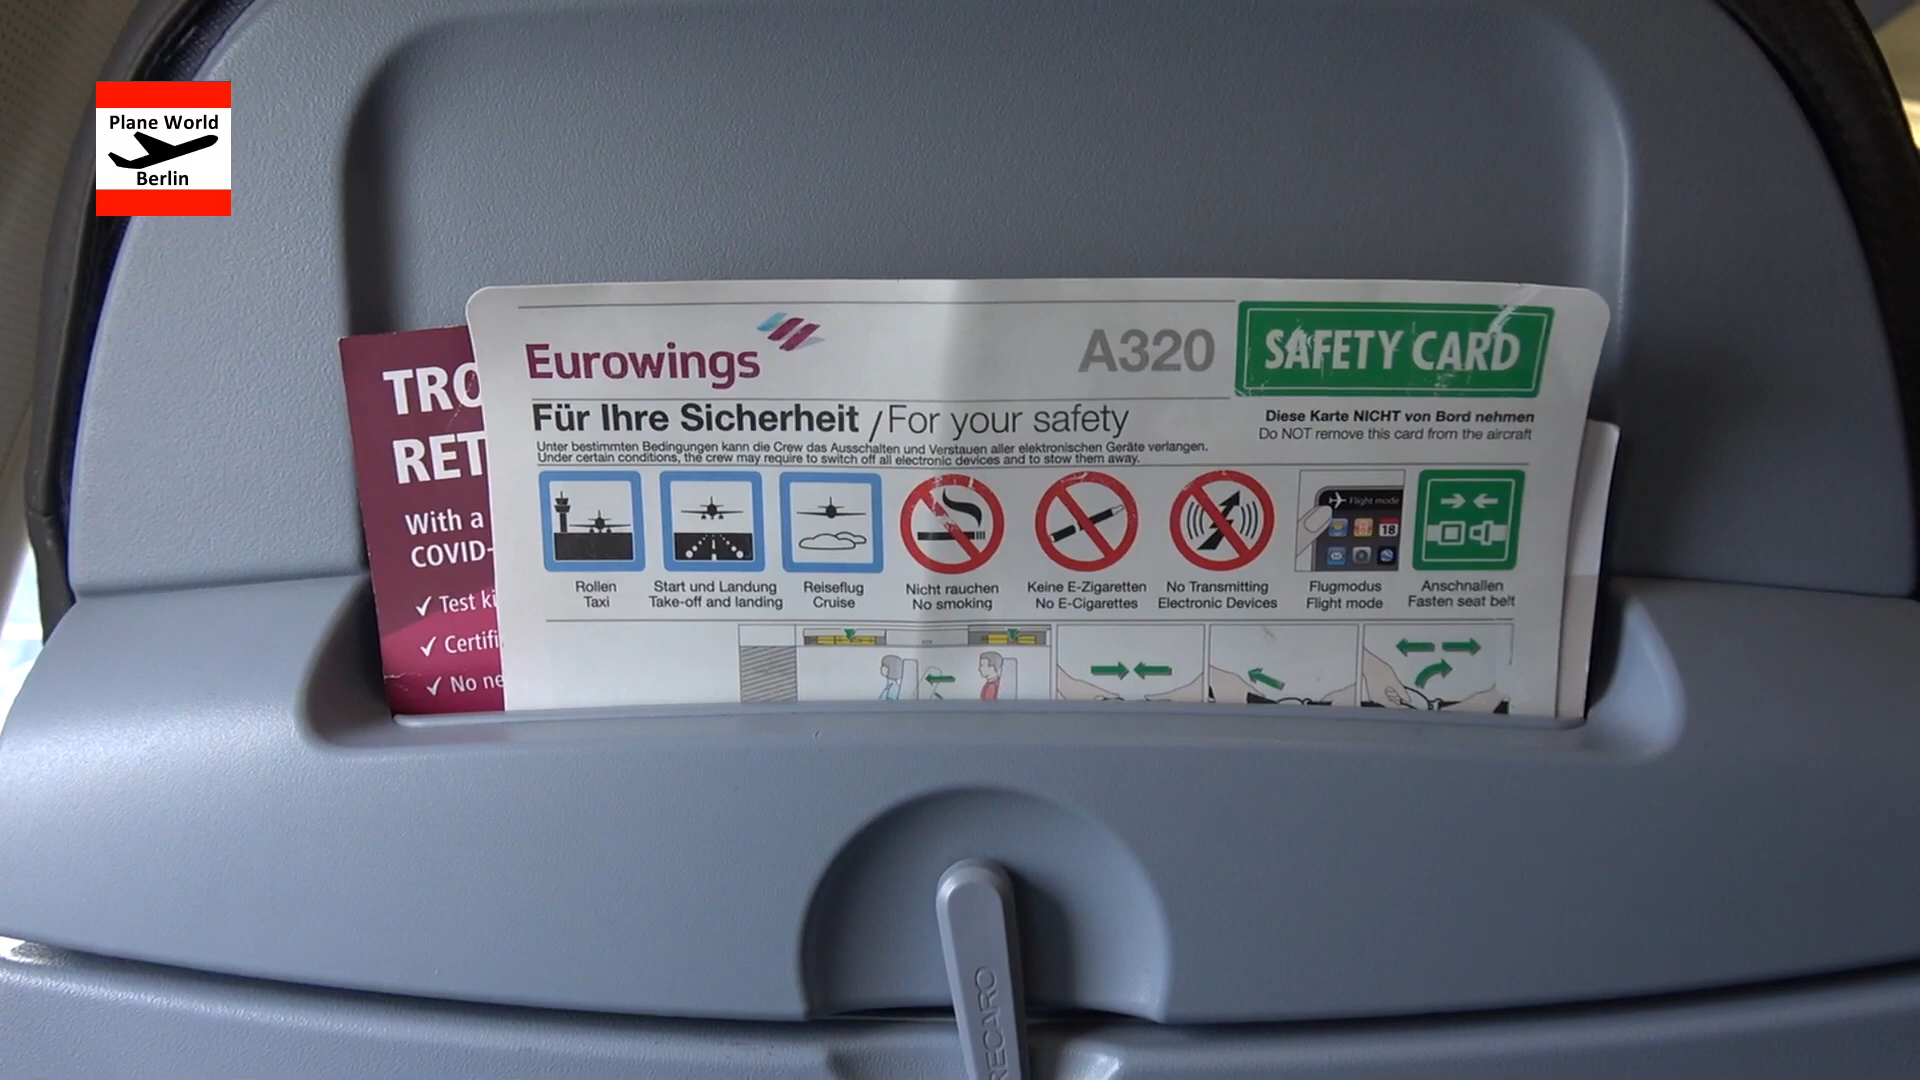 Plane World
Berlin
TRO
RET
With a
COVID-
✓ Test ki
✓ Certifi
✓ No ne
Eurowings
A320
SAFETY CARD
Für Ihre Sicherheit / For your safety
Diese Karte NICHT von Bord nehmen
Do NOT remove this card from the aircraft
Unter bestimmten Bedingungen kann die Crew das Ausschalten und Verstauen aller elektronischen Geräte verlangen.
Under certain conditions, the crew may require to switch off all electronic devices and to stow them away.
Flight mode
18
Rollen
Taxi
Start und Landung
Take-off and landing
Reiseflug
Cruise
Nicht rauchen
No smoking
Keine E-Zigaretten
No E-Cigarettes
No Transmitting
Electronic Devices
Flugmodus
Flight mode
Anschnallen
Fasten seat belt
RECARO